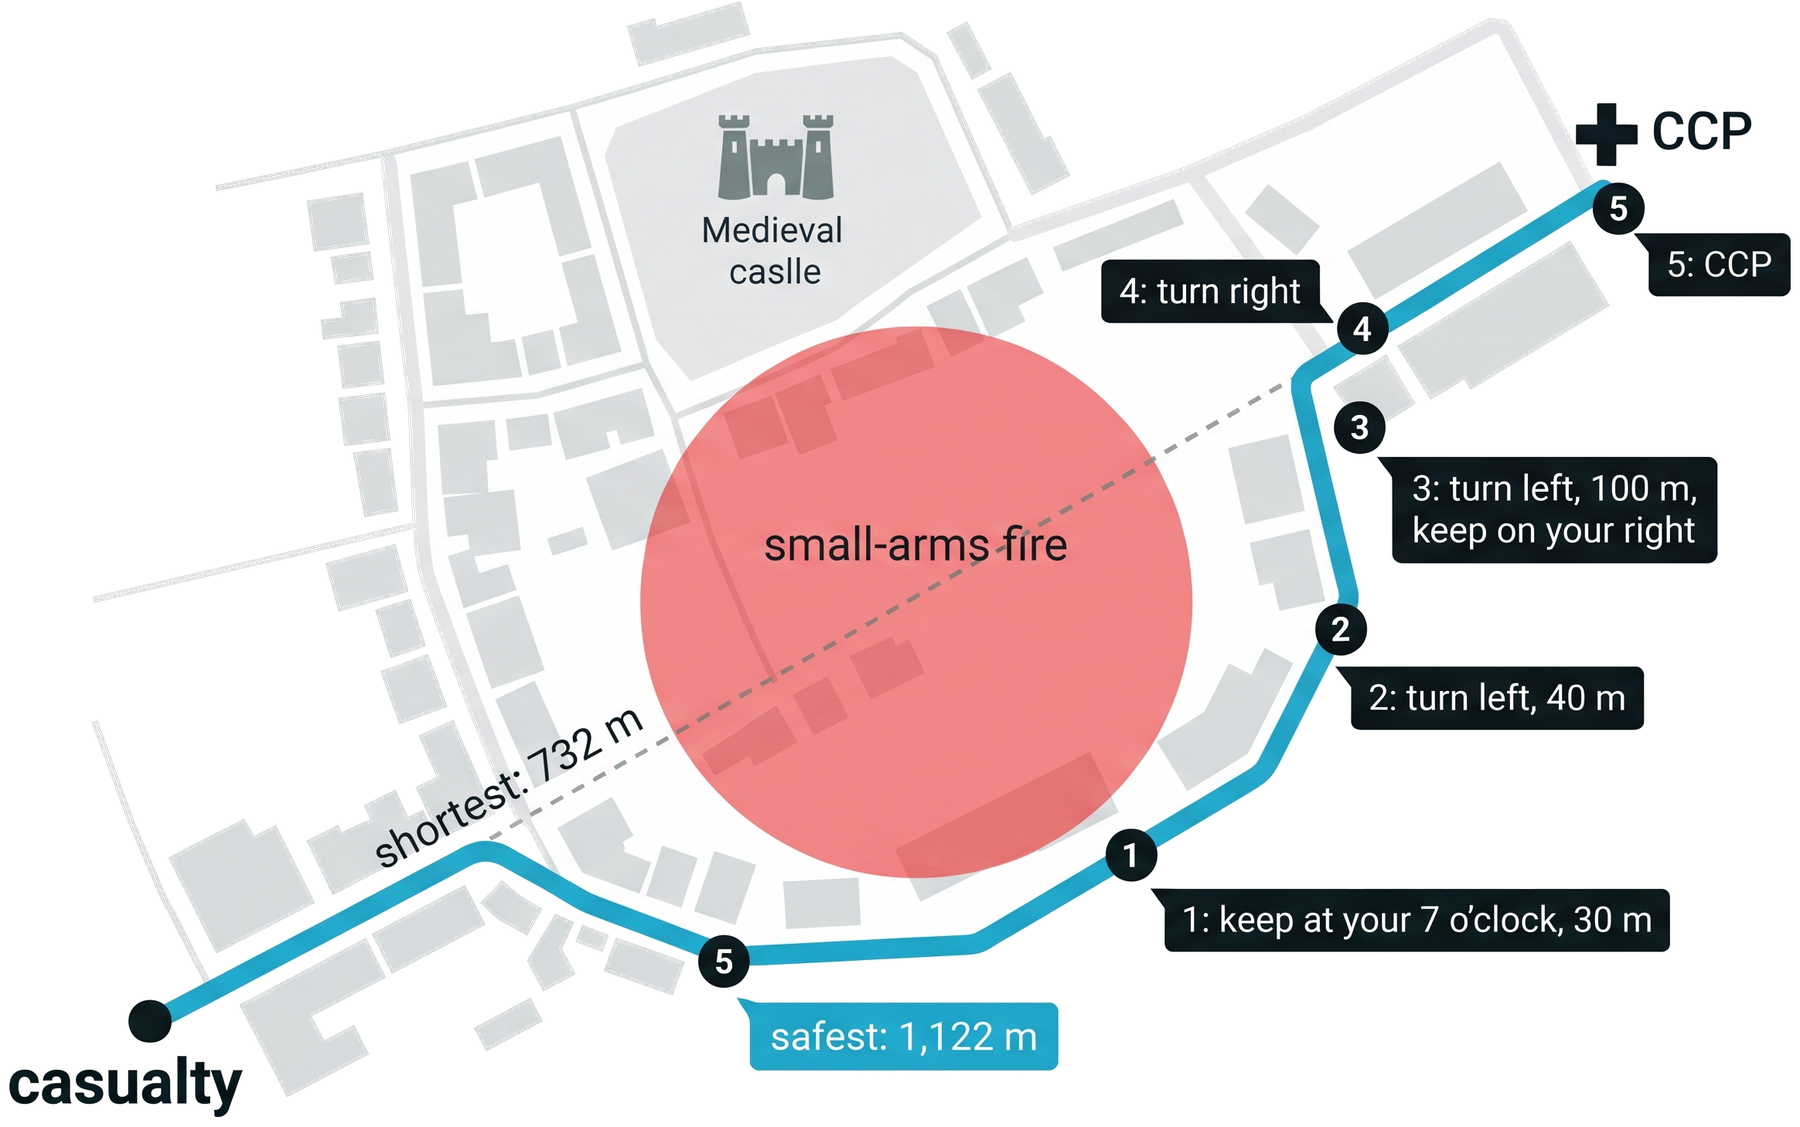 CCP
Medieval
caslle
5
5: CCP
4: turn right
4
3
3: turn left, 100 m,
keep on your right
small-arms fire
2
2: turn left, 40 m
shortest: 732 m
1
1: keep at your 7 o’clock, 30 m
5
safest: 1,122 m
casualty